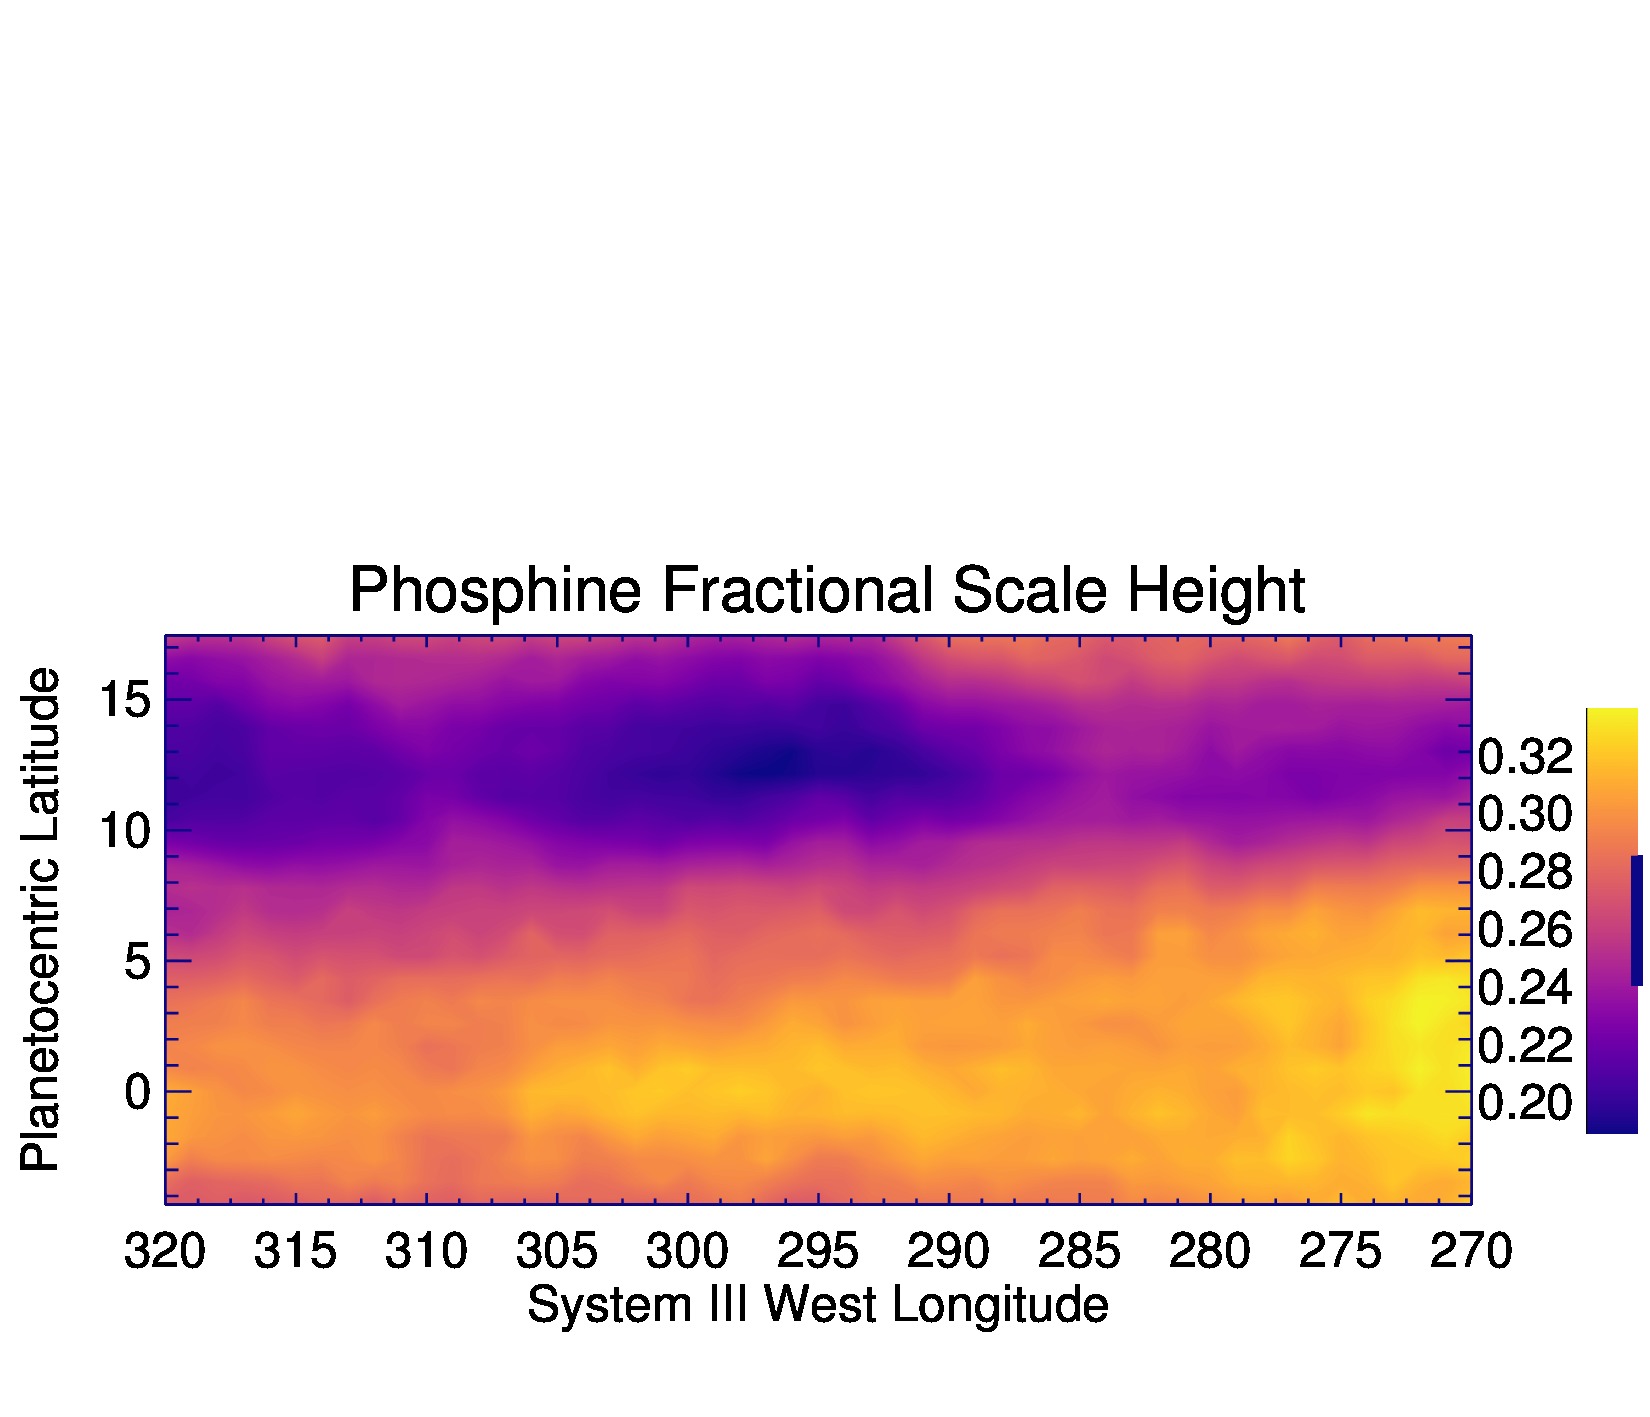 Phosphine Fractional Scale Height
Planetocentric Latitude
15
10
5
0
320 315 310 305 300 295 290 285 280 275 270
System III West Longitude
0.32
0.30
0.28
0.26
0.24
0.22
0.20